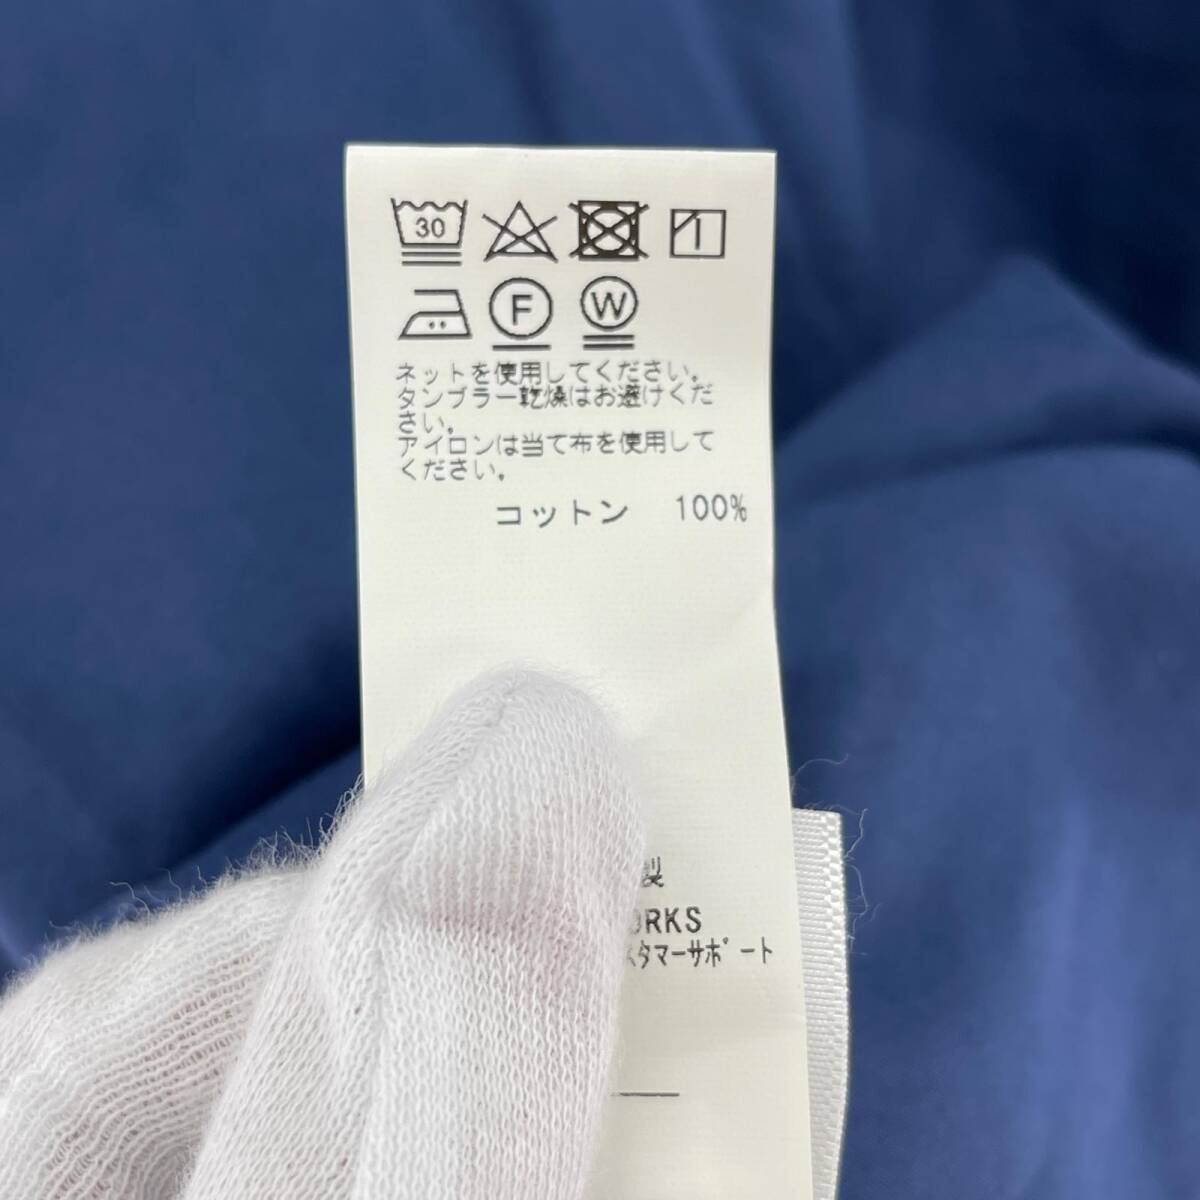 30
F W
ネットを使用してください。
タンブラー乾燥はお避けくだ
さい。
アイロンは当て布を使用して
ください。
コットン 100%
製
ORKS
スタマーサポート